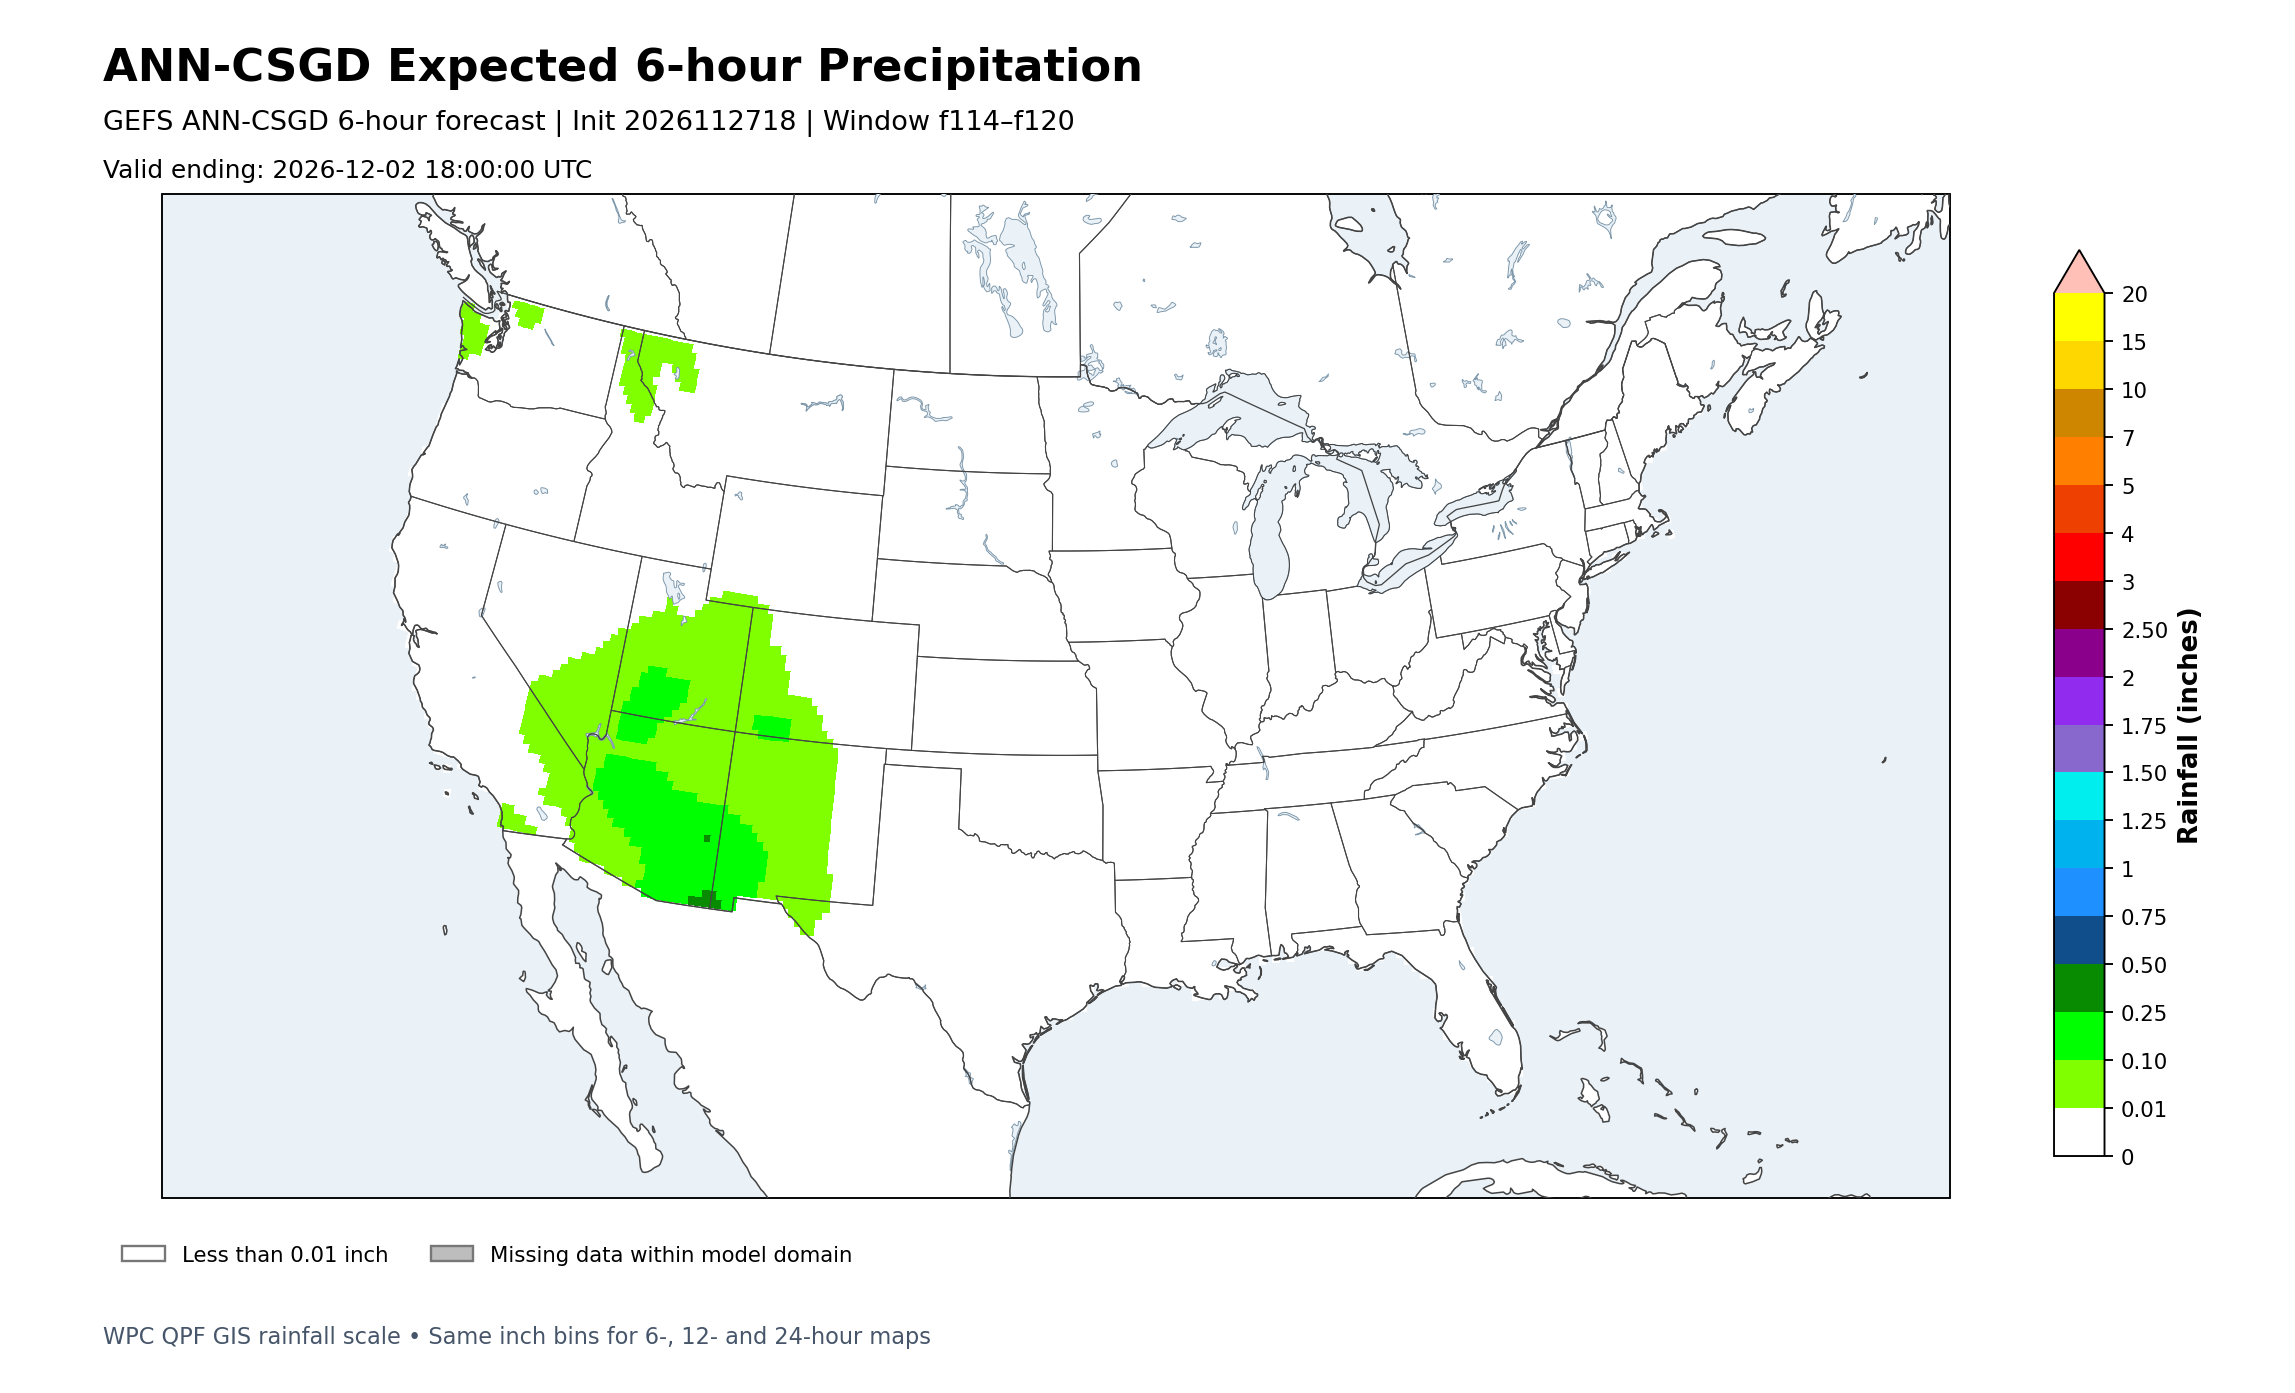 ANN-CSGD Expected 6-hour Precipitation
GEFS ANN-CSGD 6-hour forecast | Init 2026112718 | Window f114–f120
Valid ending: 2026-12-02 18:00:00 UTC
20
15
10
7
5
4
3
2.50
2
1.75
1.50
1.25
1
0.75
0.50
0.25
0.10
0.01
0
Rainfall (inches)
Less than 0.01 inch
Missing data within model domain
WPC QPF GIS rainfall scale • Same inch bins for 6-, 12- and 24-hour maps